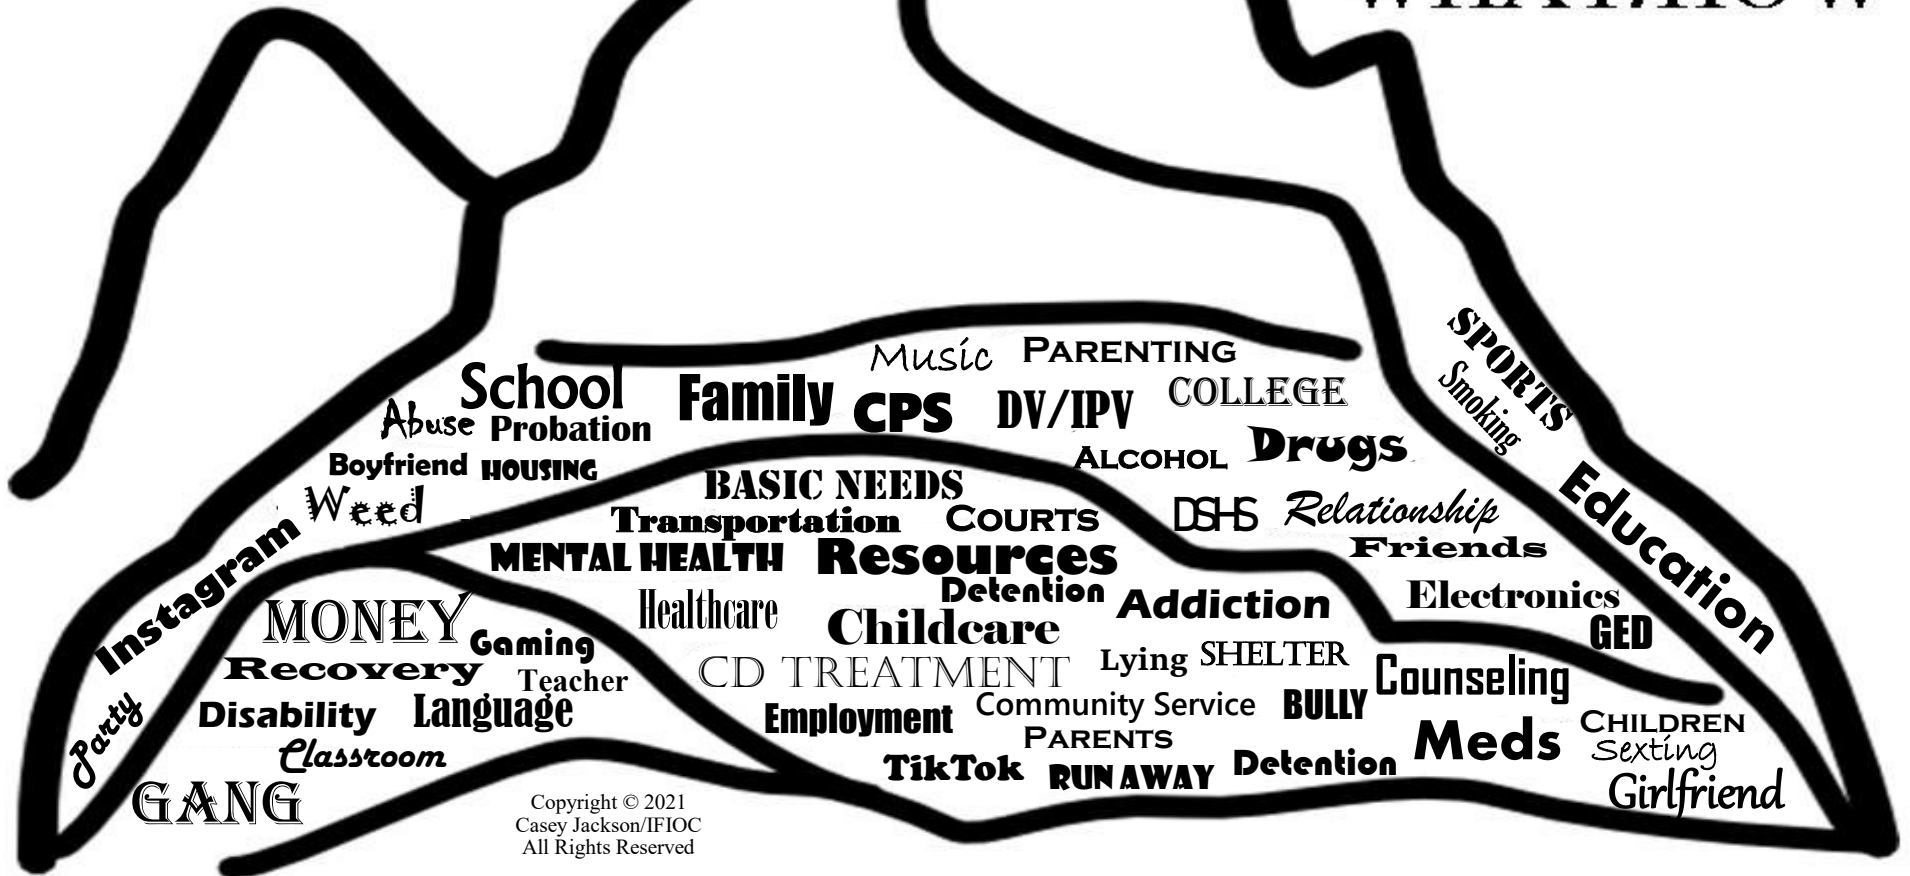 WHAT/HOW
Music
PARENTING
School
Family
CPS
DV/IPV
COLLEGE
SPORTS
Smoking
Abuse
Probation
ALCOHOL
Drugs
Boyfriend
HOUSING
Weed
BASIC NEEDS
Transportation
COURTS
DSHS
Relationship
Education
Instagram
MENTAL HEALTH
Resources
Friends
MONEY
Healthcare
Detention
Addiction
Electronics
Gaming
Childcare
GED
Recovery
Teacher
CD TREATMENT
Lying
SHELTER
Counseling
Party
Disability
Language
Employment
Community Service
BULLY
CHILDREN
PARENTS
Meds
Sexting
Classroom
TikTok
RUN AWAY
Detention
Girlfriend
GANG
Copyright © 2021
Casey Jackson/IFIOC
All Rights Reserved